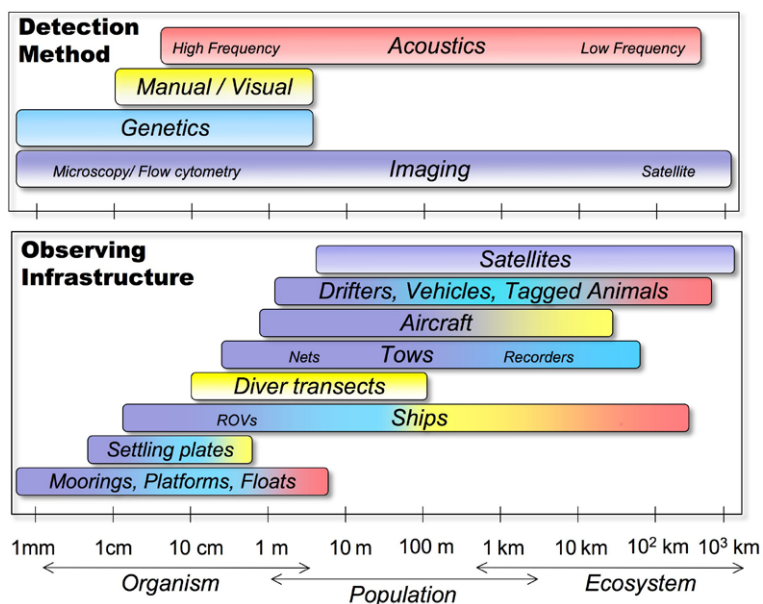 Detection
Method
High Frequency Acoustics Low Frequency
Manual / Visual
Genetics
Microscopy/ Flow cytometry Imaging Satellite
Observing
Infrastructure
Satellites
Drifters, Vehicles, Tagged Animals
Aircraft
Nets Tows Recorders
Diver transects
ROVs Ships
Settling plates
Moorings, Platforms, Floats
1mm 1cm 10 cm 1 m 10 m 100 m 1 km 10 km 10² km 10³ km
Organism Population Ecosystem